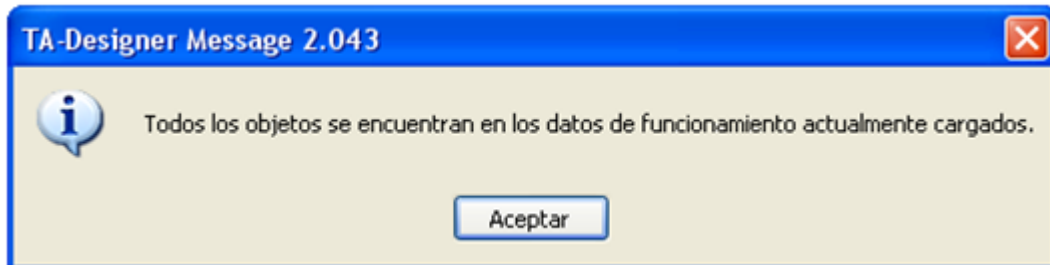 TA-Designer Message 2.043
Todos los objetos se encuentran en los datos de funcionamiento actualmente cargados.
Aceptar